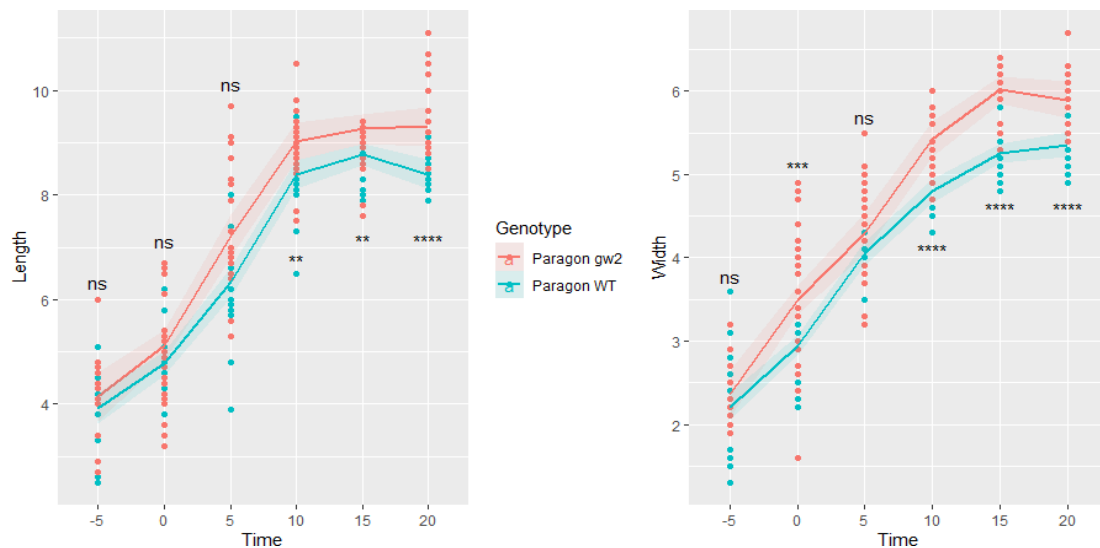 Length
10
8
6
4
ns
ns
ns
**
**
****
-5 0 5 10 15 20
Time
Genotype
a Paragon gw2
a Paragon WT
Width
6
5
4
3
2
ns
***
ns
****
****
****
-5 0 5 10 15 20
Time